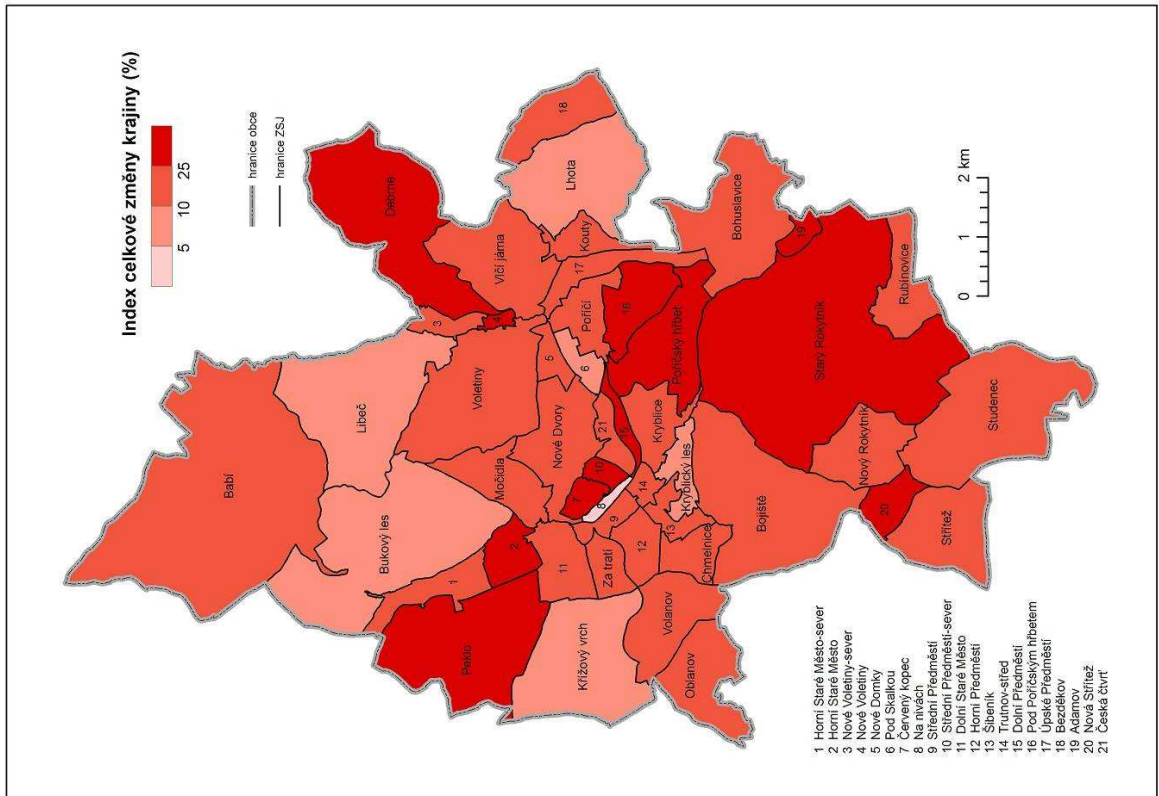 Index celkové změny krajiny (%)
5 10 25
hranice obce
hranice ZSJ
Babí
Libeč
Bukový les
3
Debrné
4
Vlčí jáma
18
Lhota
Kouty
17
Voletiny
Močidla
1
2
Peklo
Nové Dvory
5
6
Poříčí
16
Poříčský hřbet
21
15
10
7
8
9
14
Kryblice
Kryblický les
13
11
Za tratí
12
Chmelnice
Křížový vrch
Volanov
Oblanov
Bojiště
Bohuslavice
19
Starý Rokytník
Rubínovice
Nový Rokytník
Studenec
20
Střítež
0 1 2 km
1 Horní Staré Město-sever
2 Horní Staré Město
3 Nové Voletiny-sever
4 Nové Voletiny
5 Nové Domky
6 Pod Skalkou
7 Červený kopec
8 Na nivách
9 Střední Předměstí
10 Střední Předměstí-sever
11 Dolní Staré Město
12 Horní Předměstí
13 Šibeník
14 Trutnov-střed
15 Dolní Předměstí
16 Pod Poříčským hřbetem
17 Úpské Předměstí
18 Bezděkov
19 Adamov
20 Nová Střítež
21 Česká čtvrť